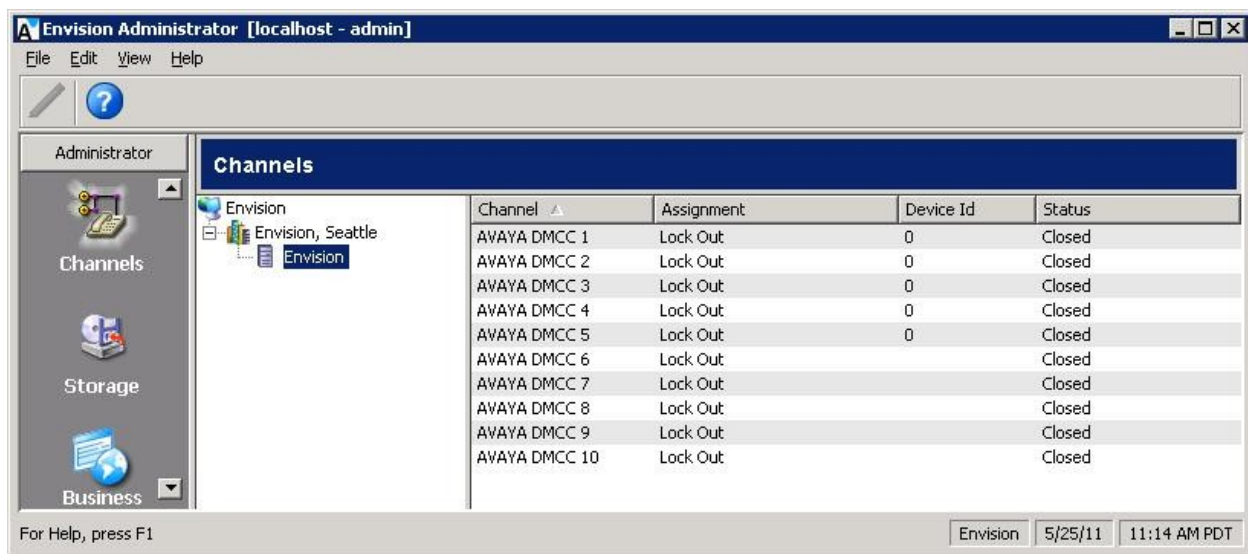 Envision Administrator [localhost - admin]
File Edit View Help
Administrator
Channels
Storage
Business
Channels
Envision
Envision, Seattle
Envision
Channel Assignment Device Id Status
AVAYA DMCC 1 Lock Out 0 Closed
AVAYA DMCC 2 Lock Out 0 Closed
AVAYA DMCC 3 Lock Out 0 Closed
AVAYA DMCC 4 Lock Out 0 Closed
AVAYA DMCC 5 Lock Out 0 Closed
AVAYA DMCC 6 Lock Out Closed
AVAYA DMCC 7 Lock Out Closed
AVAYA DMCC 8 Lock Out Closed
AVAYA DMCC 9 Lock Out Closed
AVAYA DMCC 10 Lock Out Closed
For Help, press F1 Envision 5/25/11 11:14 AM PDT